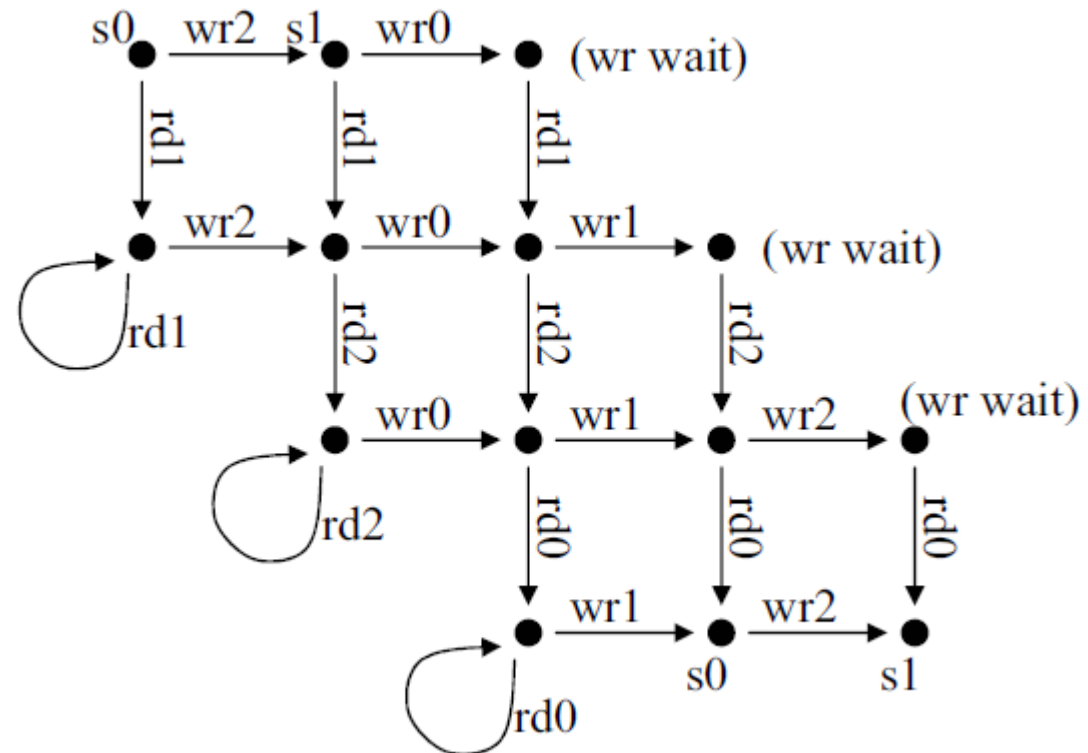 s0 wr2 s1 wr0 (wr wait)
rd1 rd1 rd1
wr2 wr0 wr1 (wr wait)
rd1 rd2 rd2 rd2
(wr wait)
wr0 wr1 wr2
rd2 rd0 rd0 rd0
wr1 wr2
s0 s1
rd0